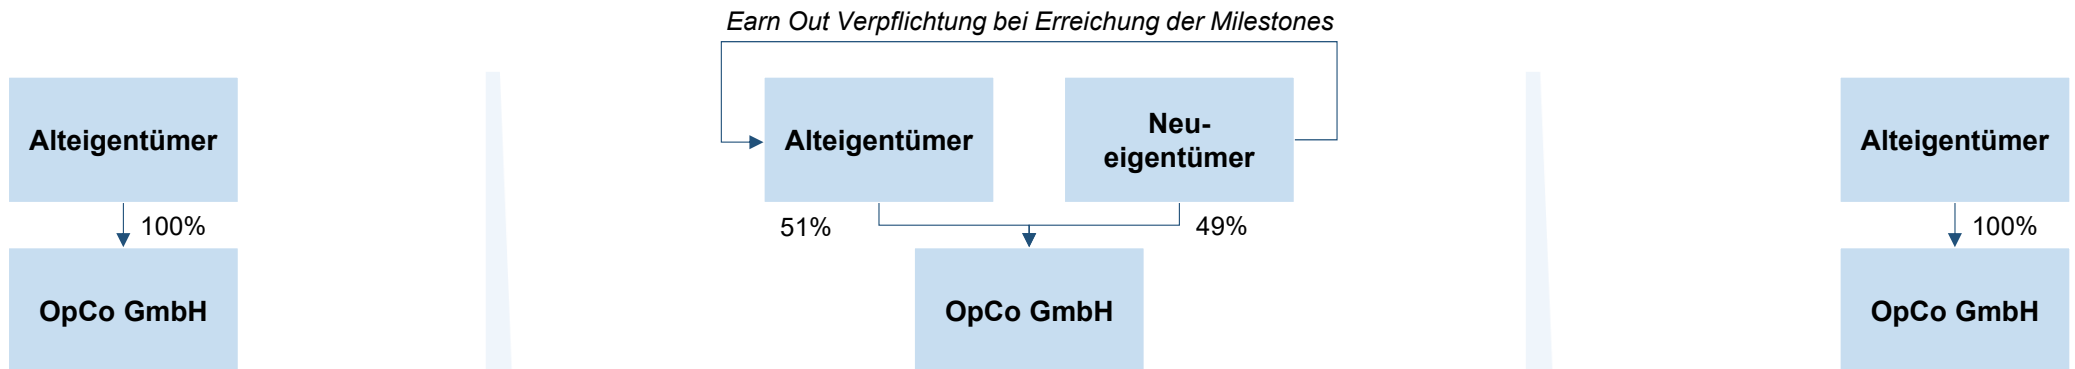 Earn Out Verpflichtung bei Erreichung der Milestones
Alteigentümer
100%
OpCo GmbH
Alteigentümer
Neu-
eigentümer
51%
49%
OpCo GmbH
Alteigentümer
100%
OpCo GmbH